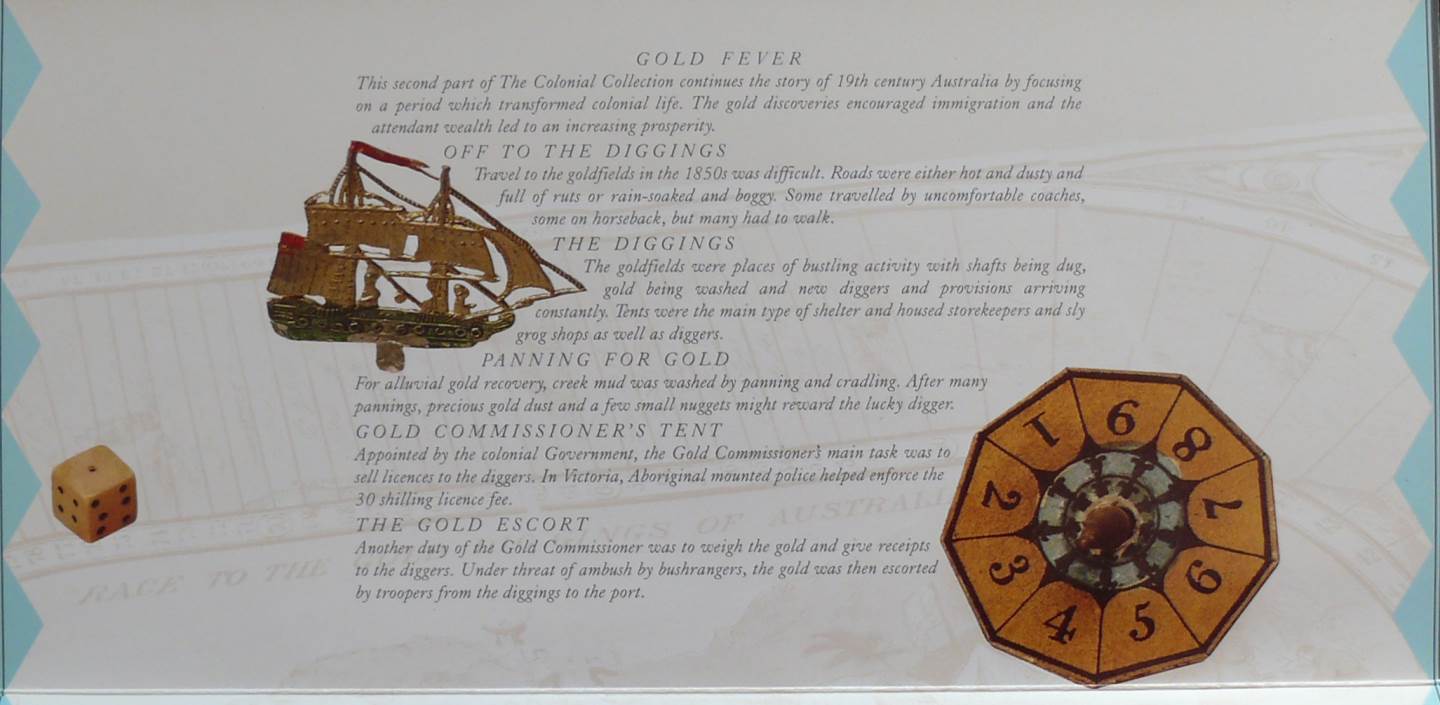 GOLD FEVER
This second part of The Colonial Collection continues the story of 19th century Australia by focusing
on a period which transformed colonial life. The gold discoveries encouraged immigration and the
attendant wealth led to an increasing prosperity.
OFF TO THE DIGGINGS
Travel to the goldfields in the 1850s was difficult. Roads were either hot and dusty and
full of ruts or rain-soaked and boggy. Some travelled by uncomfortable coaches,
some on horseback, but many had to walk.
THE DIGGINGS
The goldfields were places of bustling activity with shafts being dug,
gold being washed and new diggers and provisions arriving
constantly. Tents were the main type of shelter and housed storekeepers and sly
grog shops as well as diggers.
PANNING FOR GOLD
For alluvial gold recovery, creek mud was washed by panning and cradling. After many
pannings, precious gold dust and a few small nuggets might reward the lucky digger.
GOLD COMMISSIONER'S TENT
Appointed by the colonial Government, the Gold Commissioner's main task was to
sell licences to the diggers. In Victoria, Aboriginal mounted police helped enforce the
30 shilling licence fee.
THE GOLD ESCORT
Another duty of the Gold Commissioner was to weigh the gold and give receipts
to the diggers. Under threat of ambush by bushrangers, the gold was then escorted
by troopers from the diggings to the port.
RACE TO THE
OF AUSTRALI
1 9 8 7 6 5 4 3 2